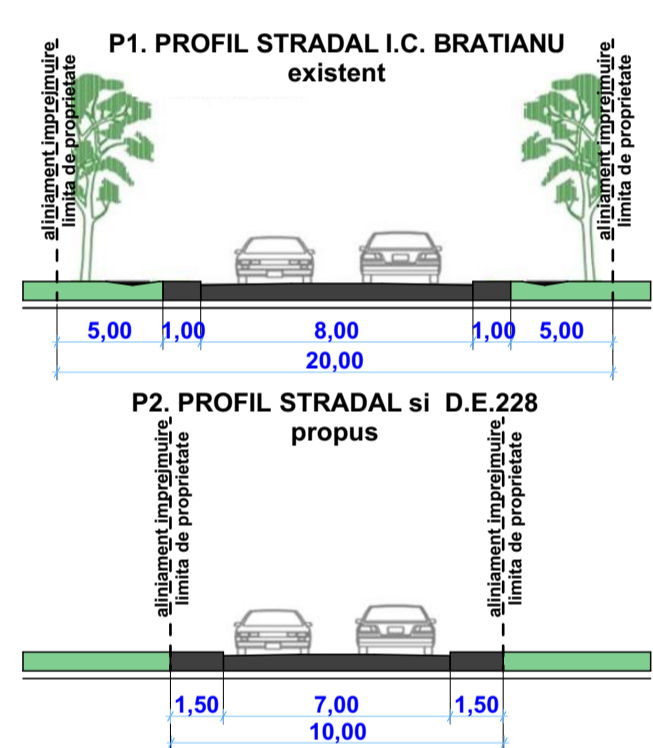 P1. PROFIL STRADAL I.C. BRATIANU
existent
aliniament imprejmuire
limita de proprietate
aliniament imprejmuire
limita de proprietate
5,00 1,00 8,00 1,00 5,00
20,00
P2. PROFIL STRADAL si D.E.228
propus
aliniament imprejmuire
limita de proprietate
aliniament imprejmuire
limita de proprietate
1,50 7,00 1,50
10,00